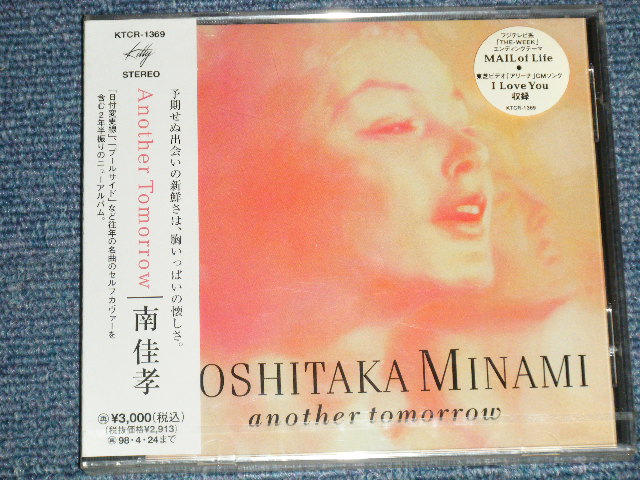 KTCR-1369
Kitty
STEREO
Another Tomorrow
南佳孝
予期せぬ出会いの新鮮さは、胸いっぱいの懐しさ。
「日付変更線」、「プールサイド」など往年の名曲のセルフカヴァーを
含む2年半振りのニューアルバム。
再¥3,000(税込)
(税抜価格¥2,913)
再98・4・24まで
フジテレビ系
「THE-WEEK」
エンディングテーマ
MAIL of Life
●
東芝ビデオ「アリーナ」CMソング
I Love You
収録
KTCR-1369
OSHITAKA MINAMI
another tomorrow